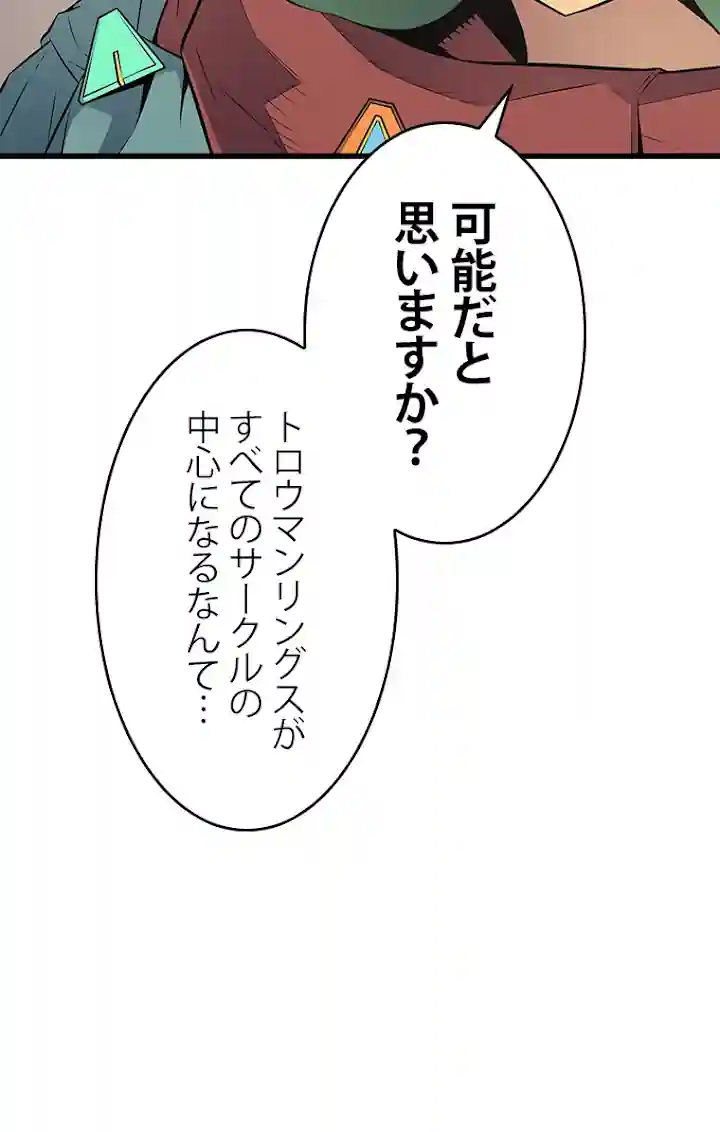 可能だと
思いますか？
トロウマンリングスが
すべてのサークルの
中心になるなんて…